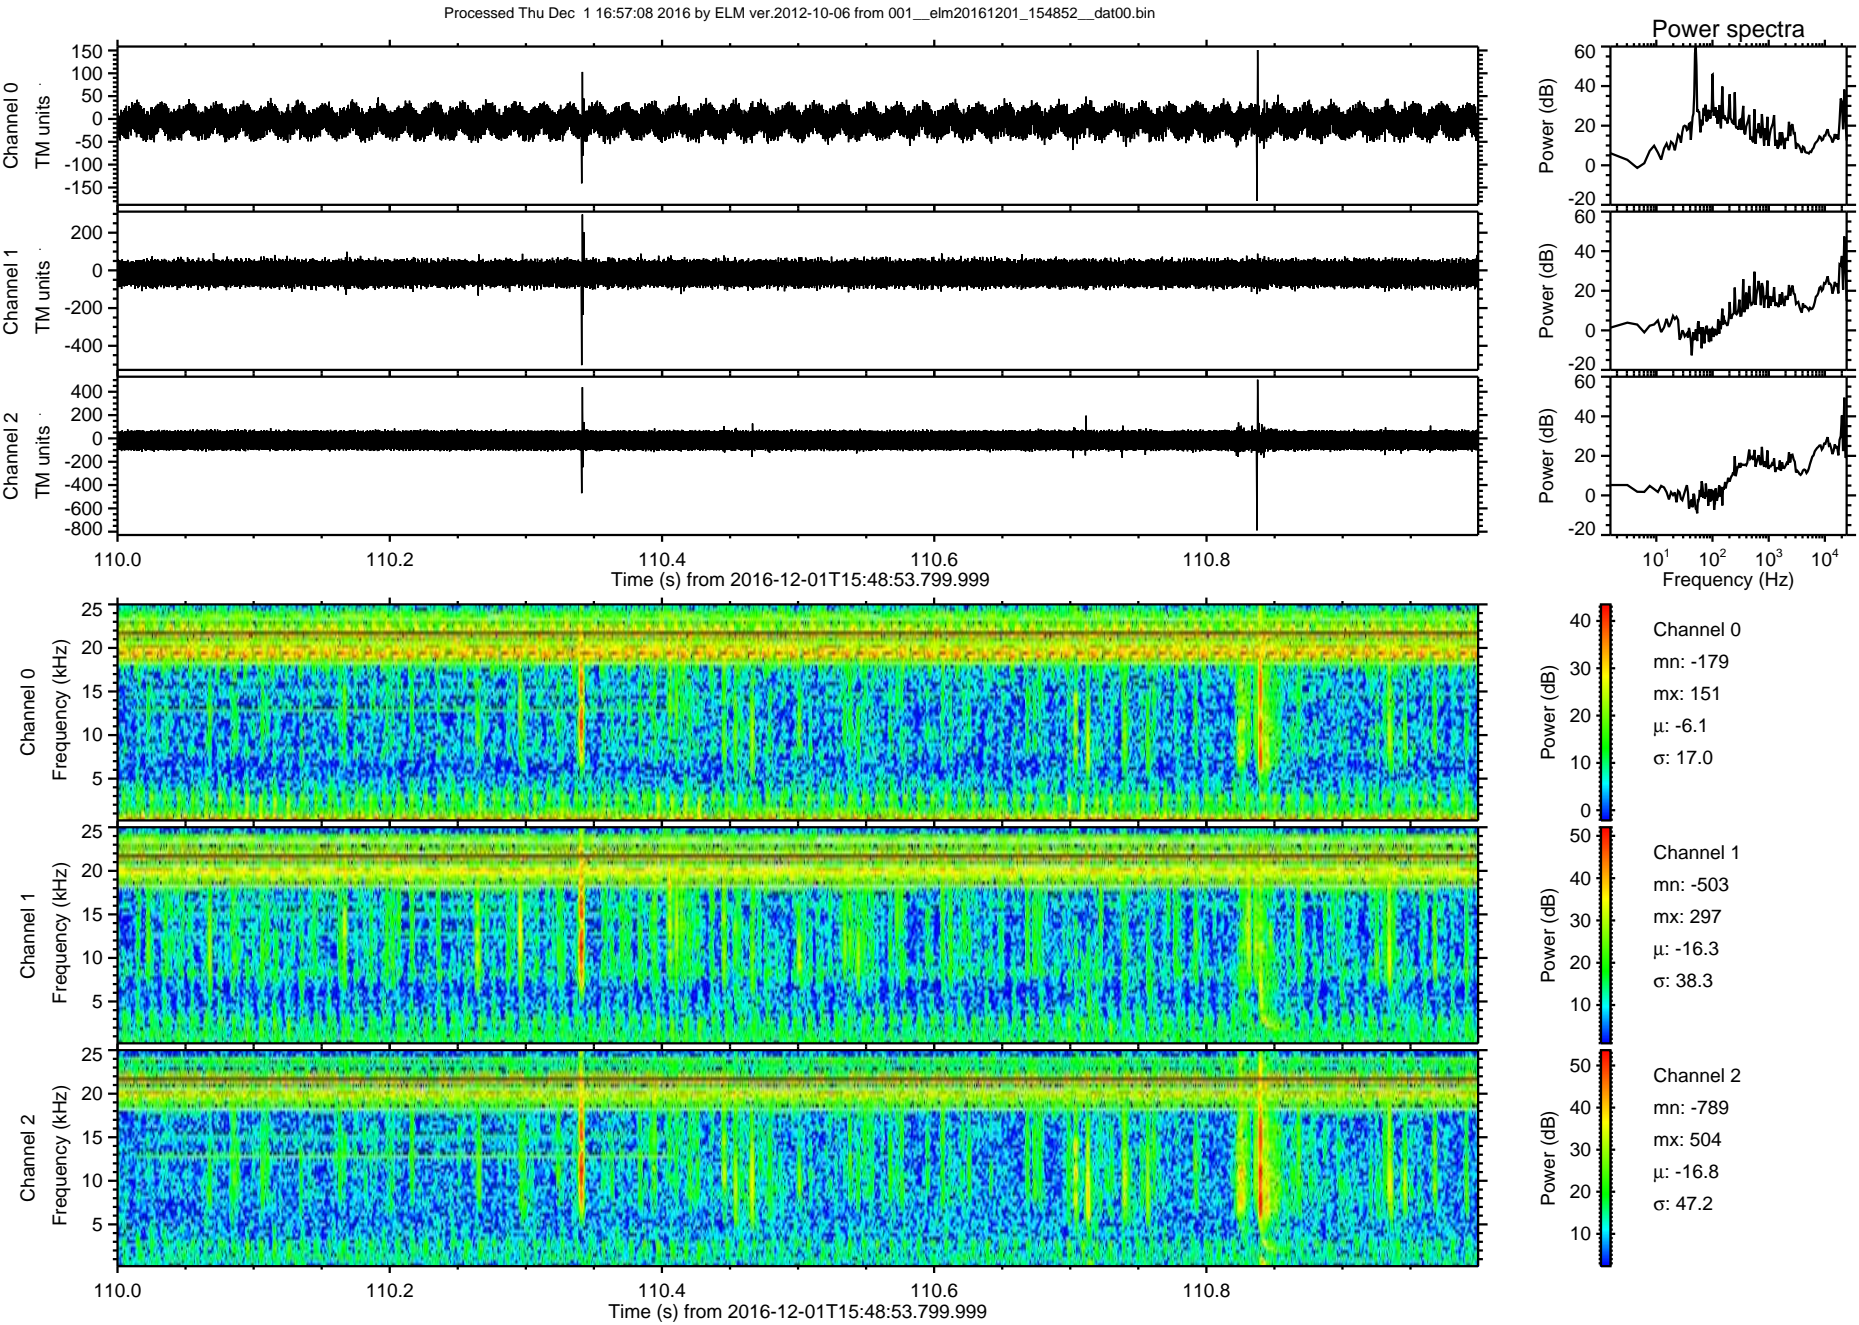 Processed Thu Dec  1 16:57:08 2016 by ELM ver.2012-10-06 from 001__elm20161201_154852__dat00.bin
Power spectra
Channel 0
TM units
150
100
50
0
-50
-100
-150
Power (dB)
60
40
20
0
-20
Channel 1
TM units
200
0
-200
-400
Power (dB)
60
40
20
0
-20
Channel 2
TM units
400
200
0
-200
-400
-600
-800
Power (dB)
60
40
20
0
-20
110.0 110.2 110.4 110.6 110.8
Time (s) from 2016-12-01T15:48:53.799.999
10^1 10^2 10^3 10^4
Frequency (Hz)
Channel 0
Frequency (kHz)
25
20
15
10
5
Power (dB)
40
30
20
10
0
Channel 0
mn: -179
mx: 151
μ: -6.1
σ: 17.0
Channel 1
Frequency (kHz)
25
20
15
10
5
Power (dB)
50
40
30
20
10
Channel 1
mn: -503
mx: 297
μ: -16.3
σ: 38.3
Channel 2
Frequency (kHz)
25
20
15
10
5
Power (dB)
50
40
30
20
10
Channel 2
mn: -789
mx: 504
μ: -16.8
σ: 47.2
110.0 110.2 110.4 110.6 110.8
Time (s) from 2016-12-01T15:48:53.799.999